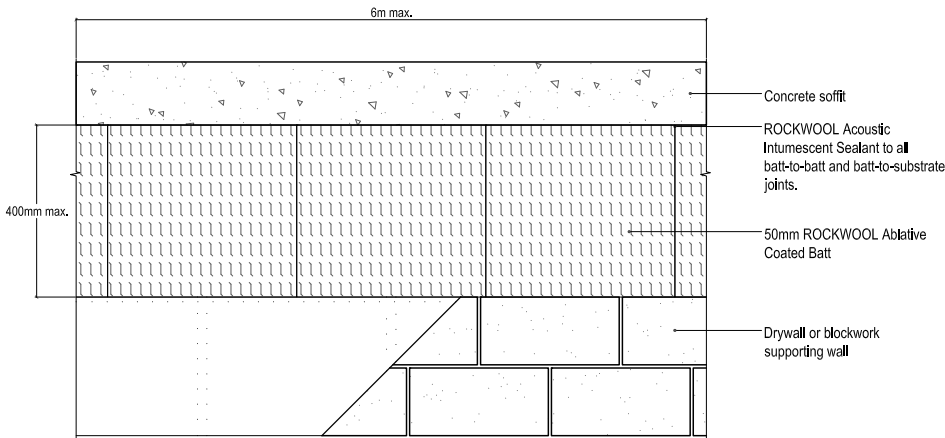 6m max.
Concrete soffit
ROCKWOOL Acoustic
Intumescent Sealant to all
batt-to-batt and batt-to-substrate
joints.
400mm max.
50mm ROCKWOOL Ablative
Coated Batt
Drywall or blockwork
supporting wall